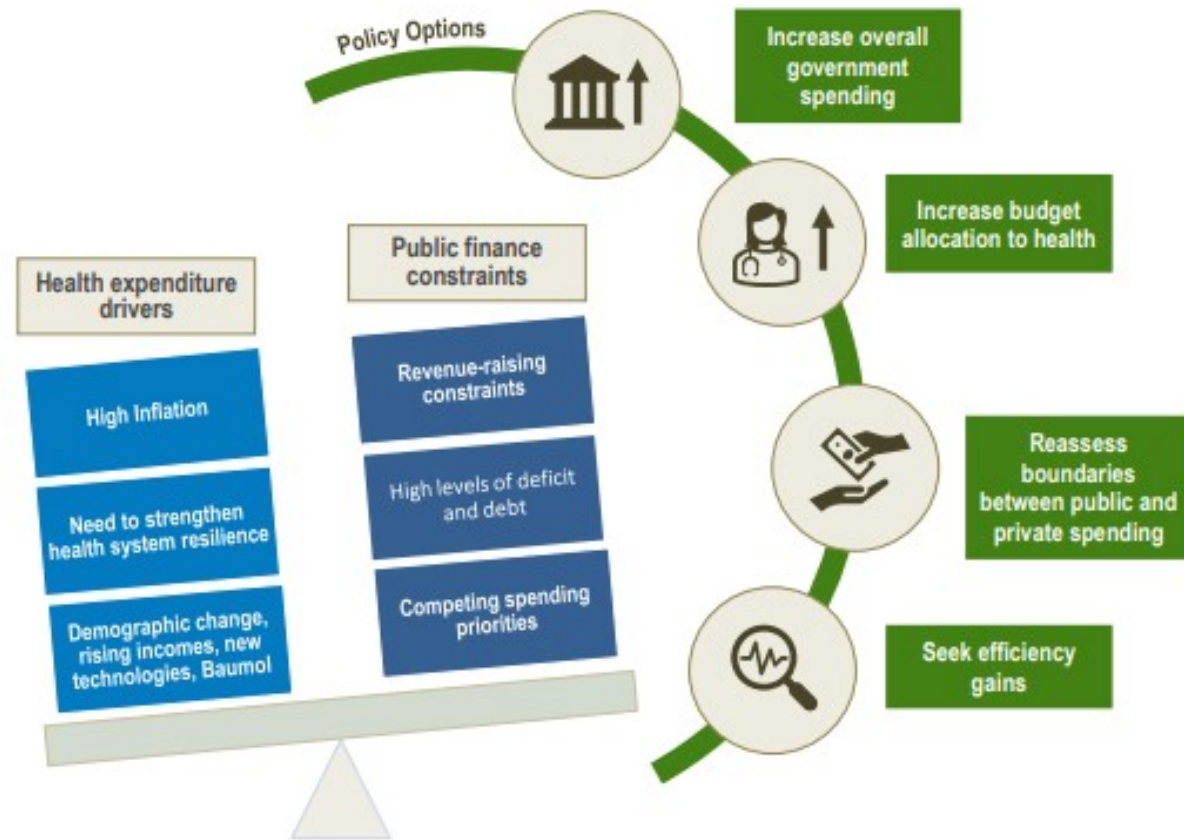 Policy Options
Increase overall
government
spending
Increase budget
allocation to health
Reassess
boundaries
between public and
private spending
Seek efficiency
gains
Health expenditure
drivers
High Inflation
Need to strengthen
health system resilience
Demographic change,
rising incomes, new
technologies, Baumol
Public finance
constraints
Revenue-raising
constraints
High levels of deficit
and debt
Competing spending
priorities